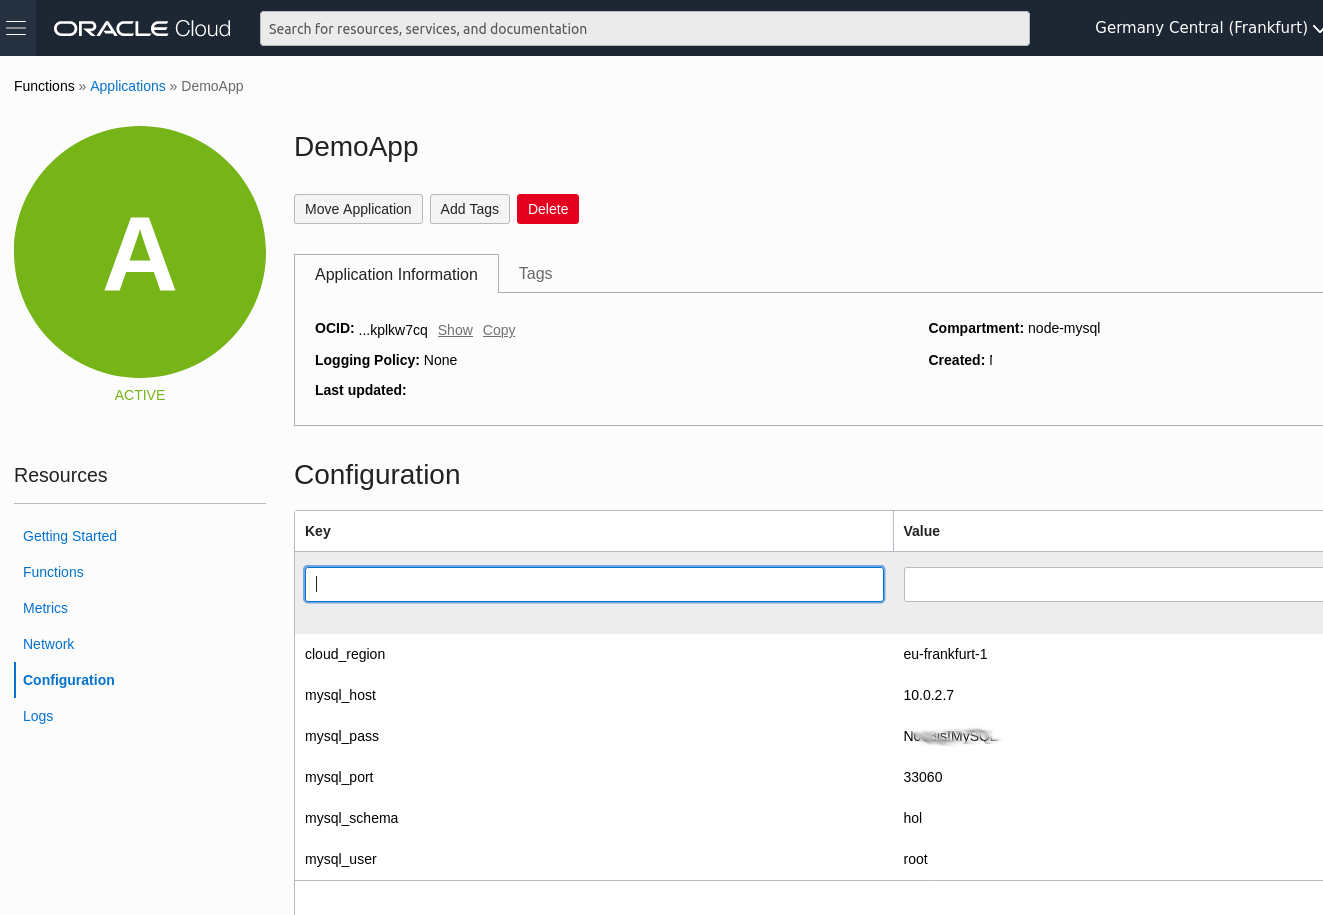 ORACLE Cloud
Search for resources, services, and documentation
Germany Central (Frankfurt)
Functions » Applications » DemoApp
A
ACTIVE
DemoApp
Move Application Add Tags Delete
Application Information Tags
OCID: ...kplkw7cq Show Copy
Compartment: node-mysql
Logging Policy: None
Created:
Last updated:
Resources
Getting Started
Functions
Metrics
Network
Configuration
Logs
Configuration
Key Value
cloud_region eu-frankfurt-1
mysql_host 10.0.2.7
mysql_pass
mysql_port 33060
mysql_schema hol
mysql_user root